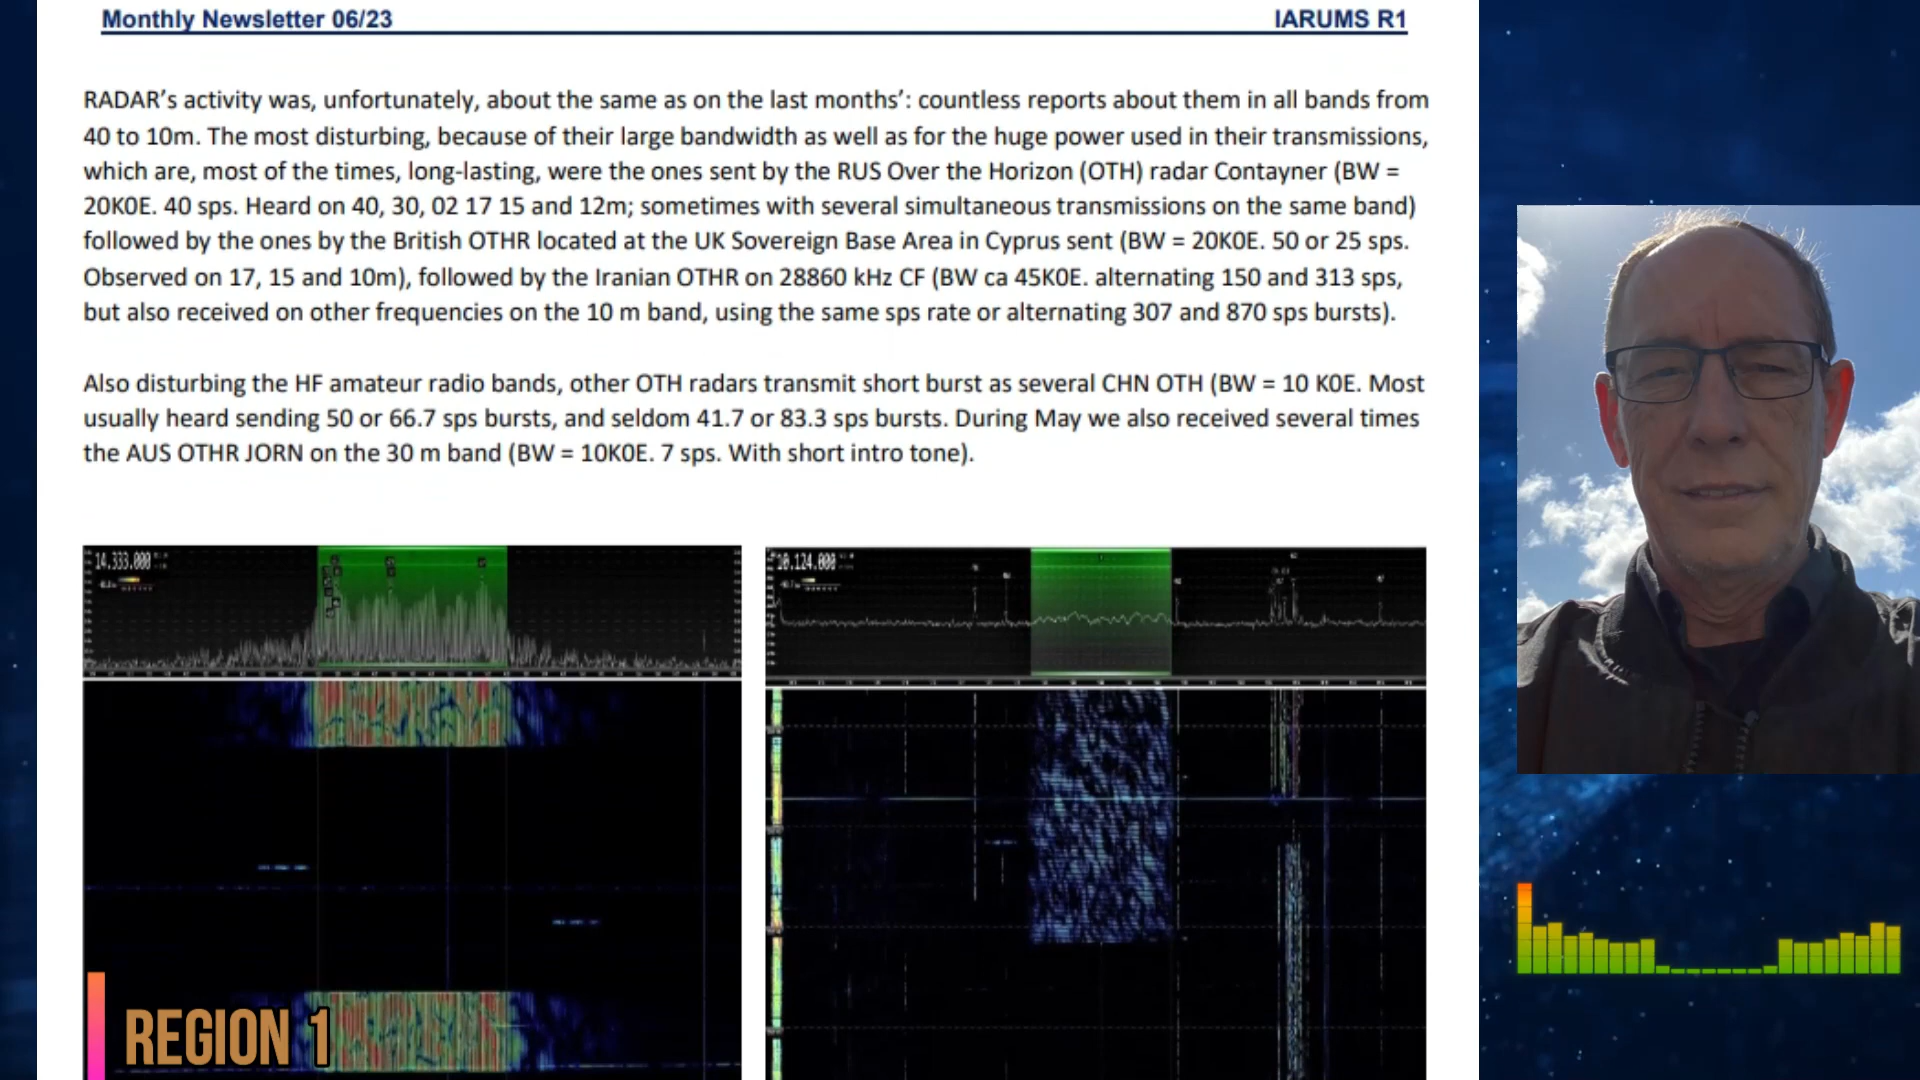 Monthly Newsletter 06/23 IARUMS R1
RADAR's activity was, unfortunately, about the same as on the last months': countless reports about them in all bands from
40 to 10m. The most disturbing, because of their large bandwidth as well as for the huge power used in their transmissions,
which are, most of the times, long-lasting, were the ones sent by the RUS Over the Horizon (OTH) radar Contayner (BW =
20K0E. 40 sps. Heard on 40, 30, 02 17 15 and 12m; sometimes with several simultaneous transmissions on the same band)
followed by the ones by the British OTHR located at the UK Sovereign Base Area in Cyprus sent (BW = 20K0E. 50 or 25 sps.
Observed on 17, 15 and 10m), followed by the Iranian OTHR on 28860 kHz CF (BW ca 45K0E. alternating 150 and 313 sps,
but also received on other frequencies on the 10 m band, using the same sps rate or alternating 307 and 870 sps bursts).
Also disturbing the HF amateur radio bands, other OTH radars transmit short burst as several CHN OTH (BW = 10 K0E. Most
usually heard sending 50 or 66.7 sps bursts, and seldom 41.7 or 83.3 sps bursts. During May we also received several times
the AUS OTHR JORN on the 30 m band (BW = 10K0E. 7 sps. With short intro tone).
14.333.000
10.124.000
REGION 1